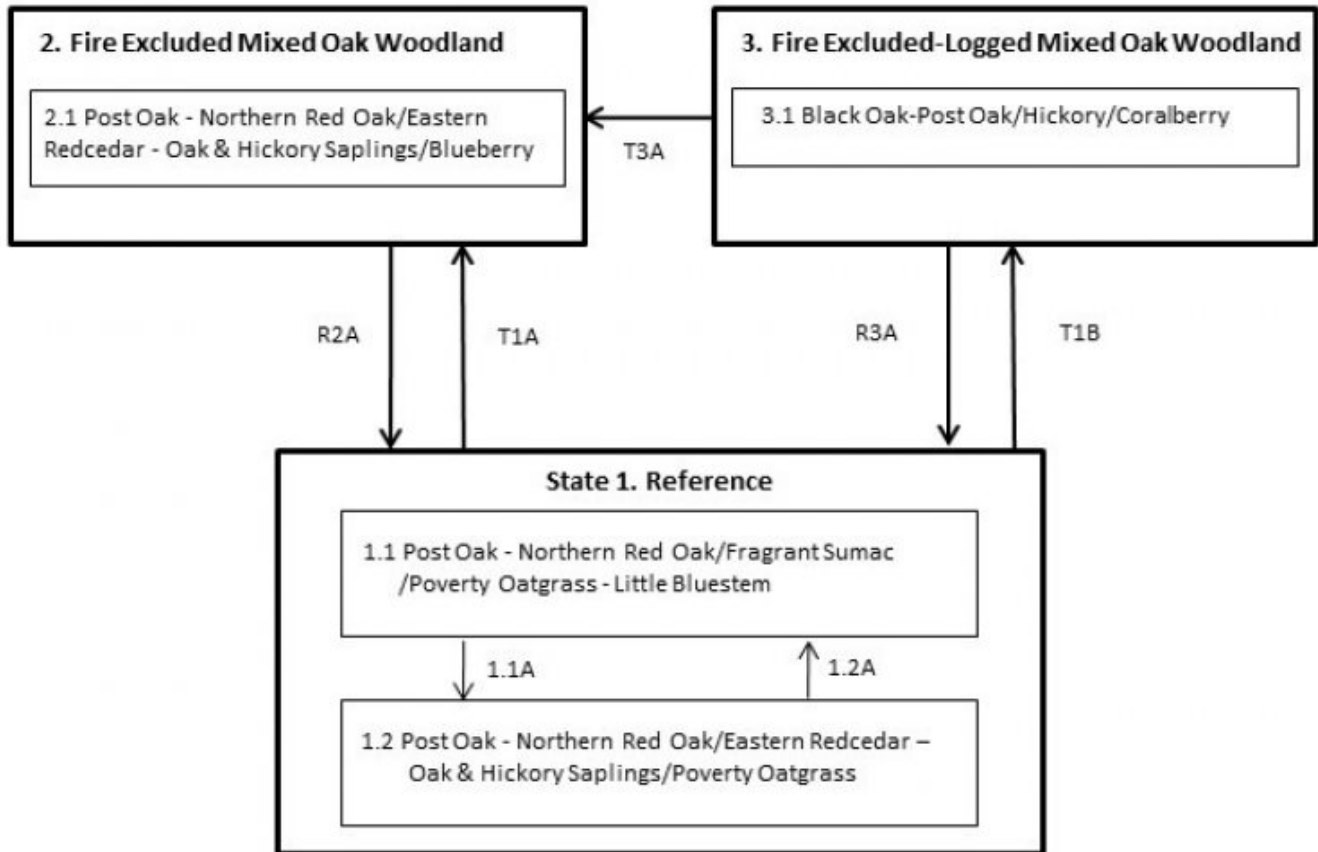 2. Fire Excluded Mixed Oak Woodland
2.1 Post Oak - Northern Red Oak/Eastern
Redcedar - Oak & Hickory Saplings/Blueberry
3. Fire Excluded-Logged Mixed Oak Woodland
3.1 Black Oak-Post Oak/Hickory/Coralberry
T3A
R2A
T1A
R3A
T1B
State 1. Reference
1.1 Post Oak - Northern Red Oak/Fragrant Sumac
/Poverty Oatgrass - Little Bluestem
1.1A
1.2A
1.2 Post Oak - Northern Red Oak/Eastern Redcedar –
Oak & Hickory Saplings/Poverty Oatgrass